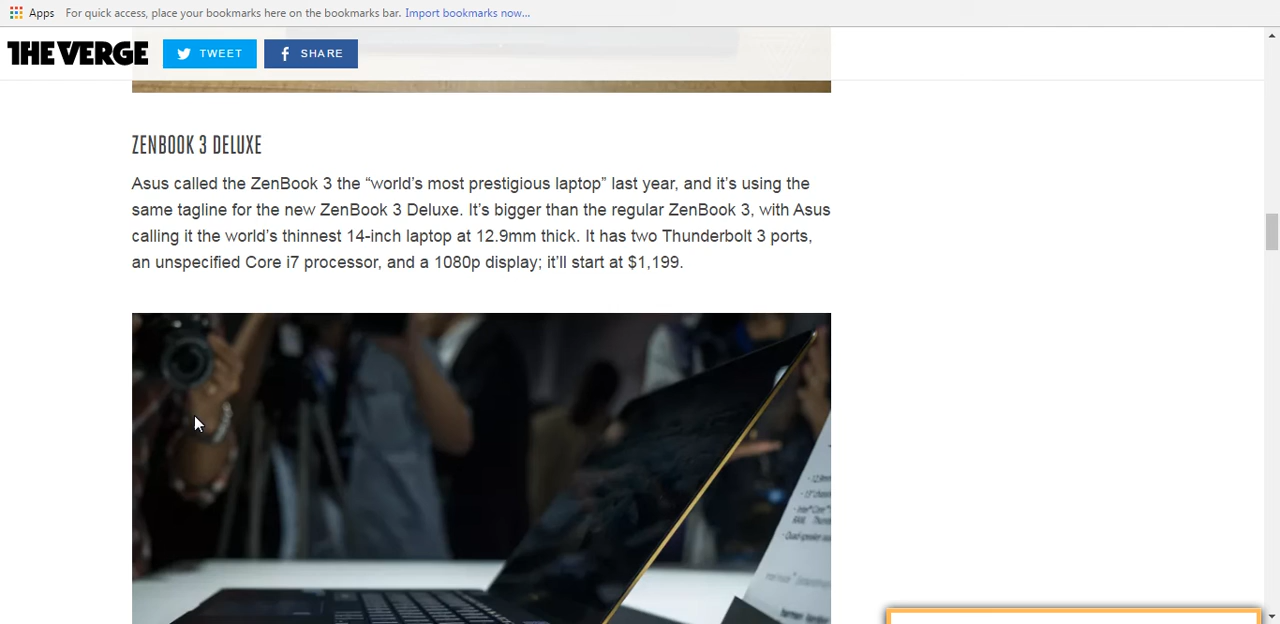 Apps For quick access, place your bookmarks here on the bookmarks bar. Import bookmarks now...
THE VERGE TWEET SHARE
ZENBOOK 3 DELUXE
Asus called the ZenBook 3 the “world’s most prestigious laptop” last year, and it’s using the
same tagline for the new ZenBook 3 Deluxe. It’s bigger than the regular ZenBook 3, with Asus
calling it the world’s thinnest 14-inch laptop at 12.9mm thick. It has two Thunderbolt 3 ports,
an unspecified Core i7 processor, and a 1080p display; it’ll start at $1,199.